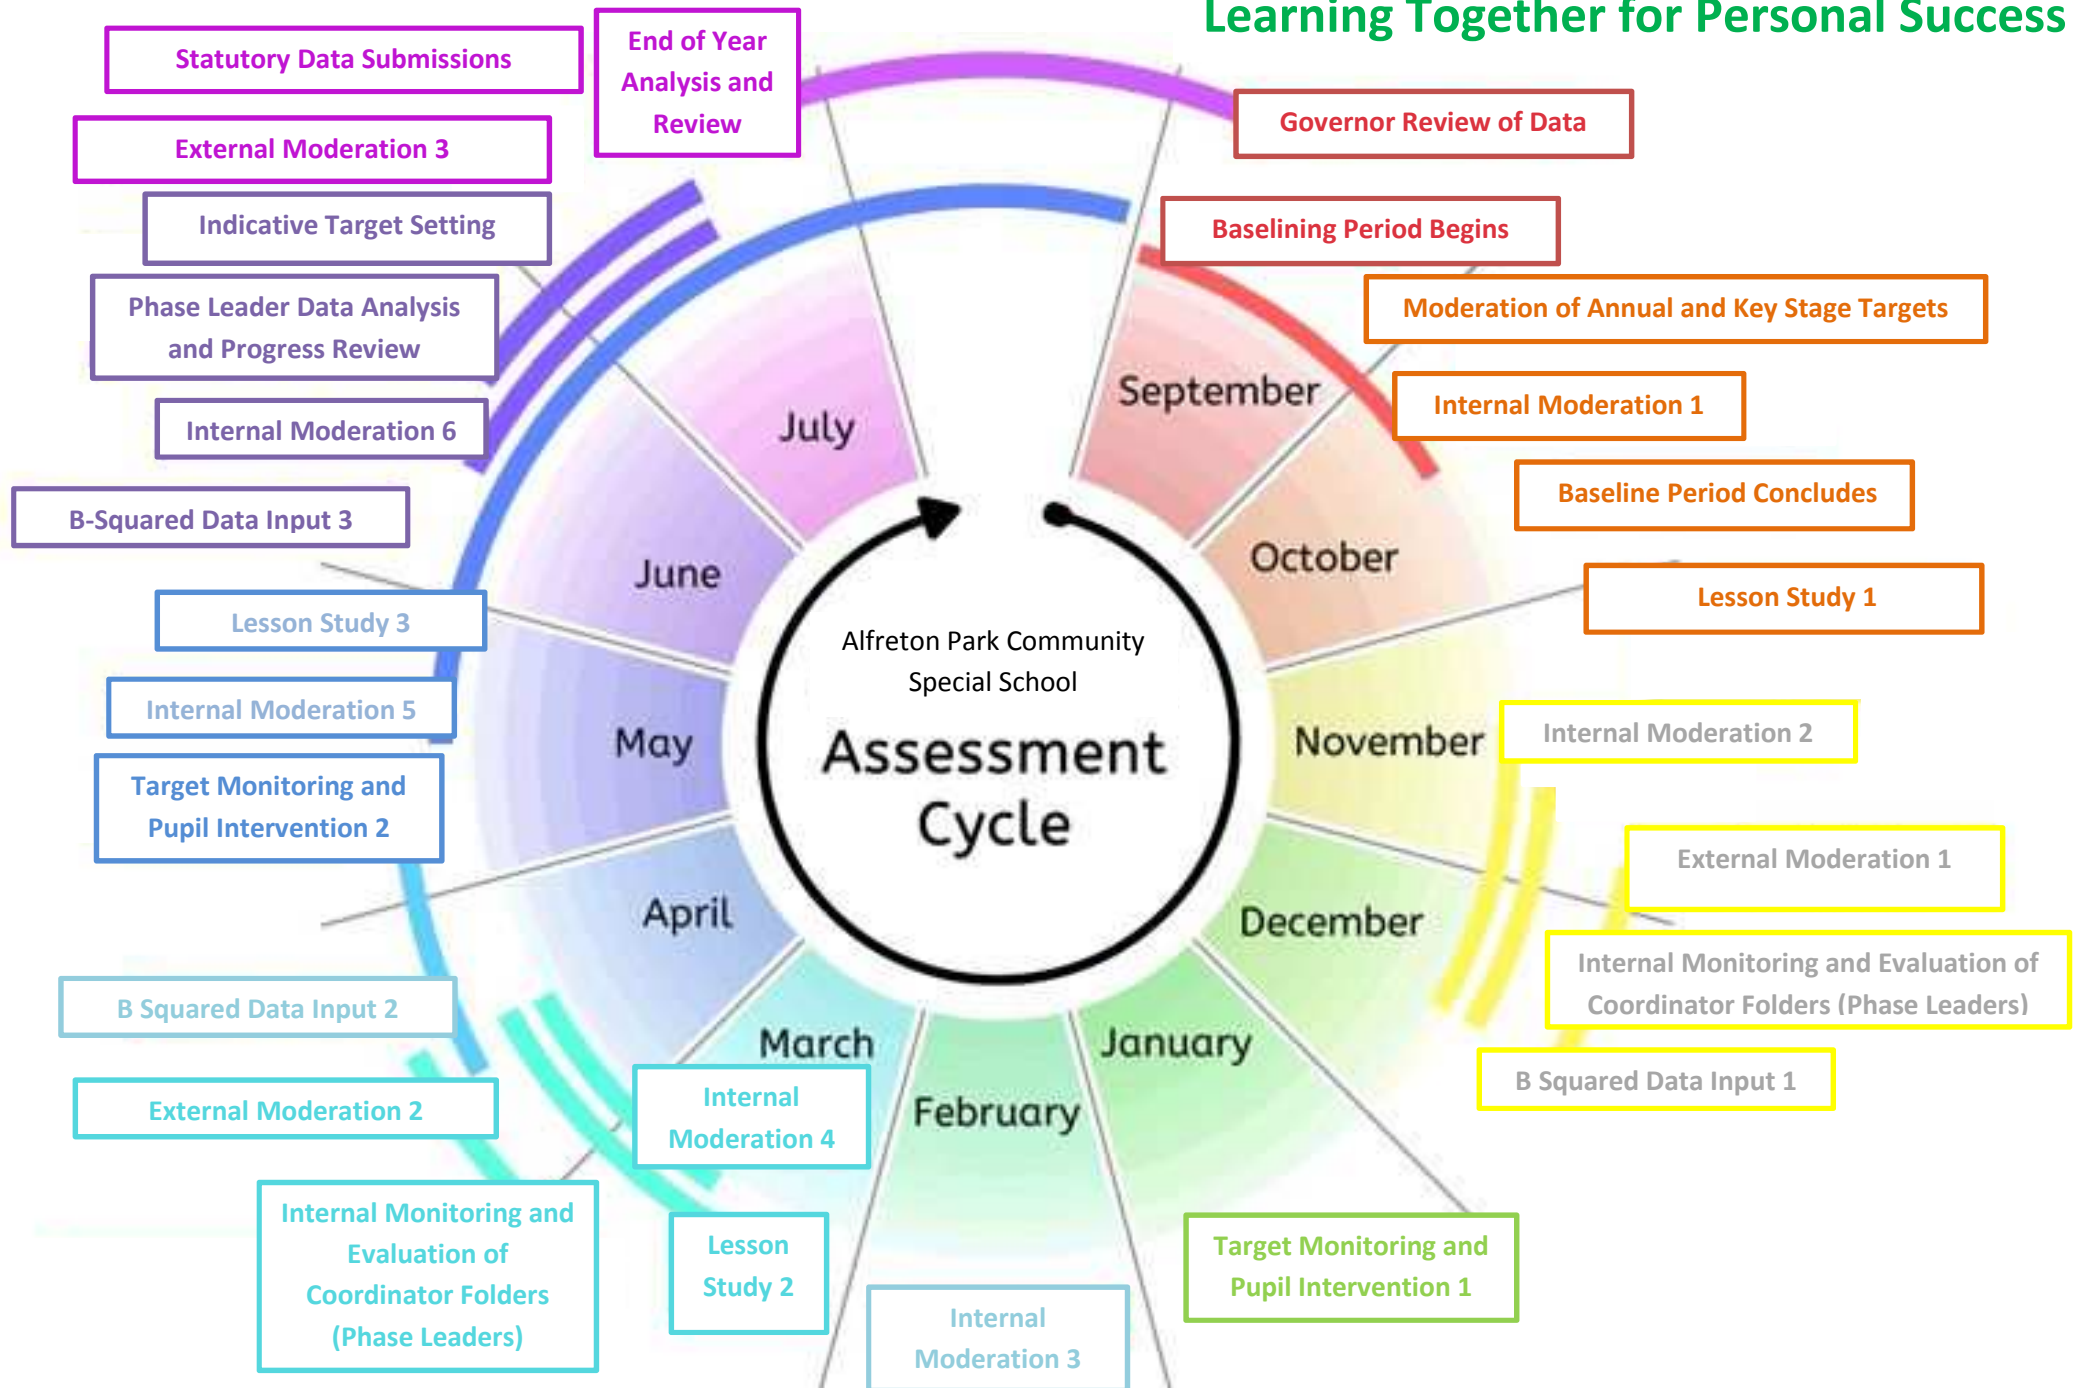 Learning Together for Personal Success
Statutory Data Submissions
End of Year
Analysis and
Review
Governor Review of Data
External Moderation 3
Indicative Target Setting
Baselining Period Begins
Phase Leader Data Analysis
and Progress Review
Moderation of Annual and Key Stage Targets
Internal Moderation 6
Internal Moderation 1
B-Squared Data Input 3
Baseline Period Concludes
Lesson Study 3
Lesson Study 1
Internal Moderation 5
Internal Moderation 2
Target Monitoring and
Pupil Intervention 2
External Moderation 1
Internal Monitoring and Evaluation of
Coordinator Folders (Phase Leaders)
B Squared Data Input 2
B Squared Data Input 1
External Moderation 2
Internal
Moderation 4
Internal Monitoring and
Evaluation of
Coordinator Folders
(Phase Leaders)
Lesson
Study 2
Internal
Moderation 3
Target Monitoring and
Pupil Intervention 1
September
October
November
December
January
February
March
April
May
June
July
Alfreton Park Community
Special School
Assessment
Cycle